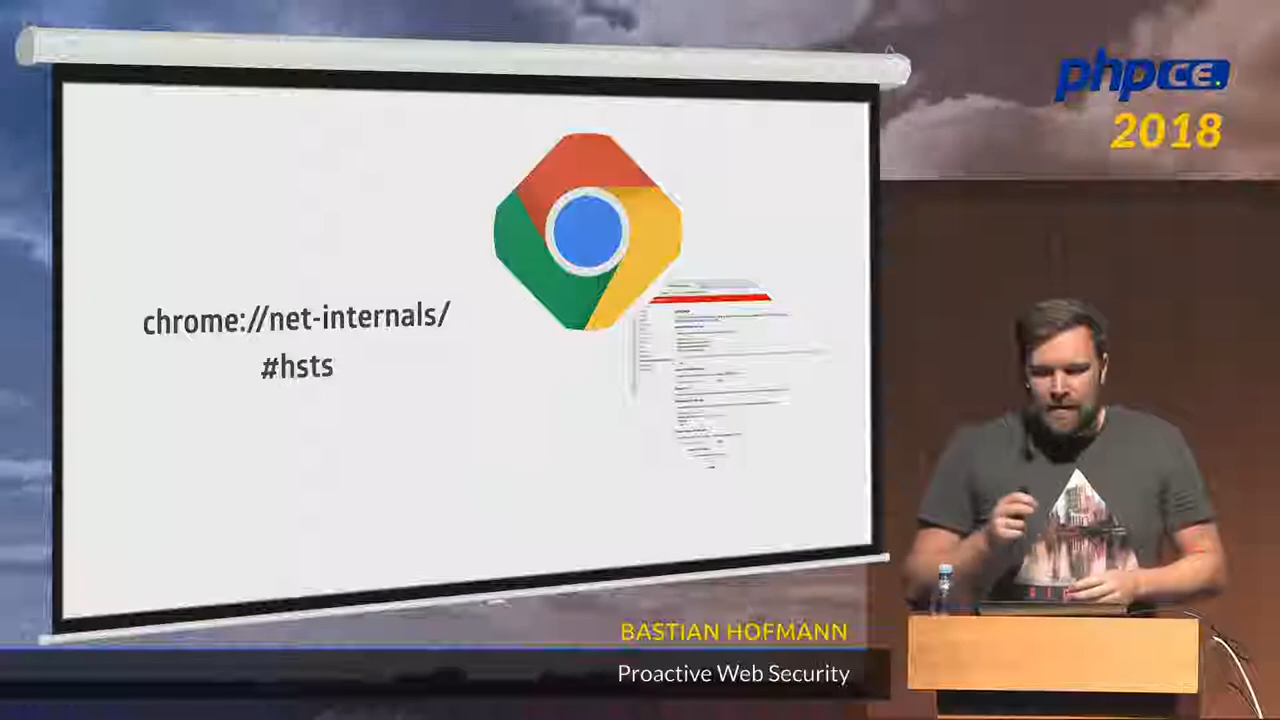 phpCE.
2018
chrome://net-internals/
#hsts
BASTIAN HOFMANN
Proactive Web Security